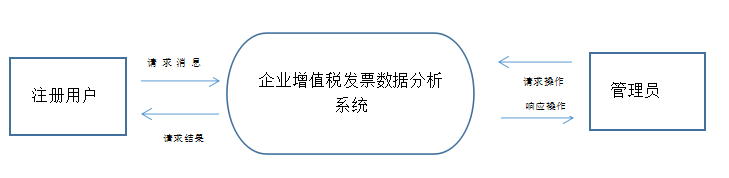 注册用户
请求消息
请求结果
企业增值税发票数据分析
系统
请求操作
响应操作
管理员